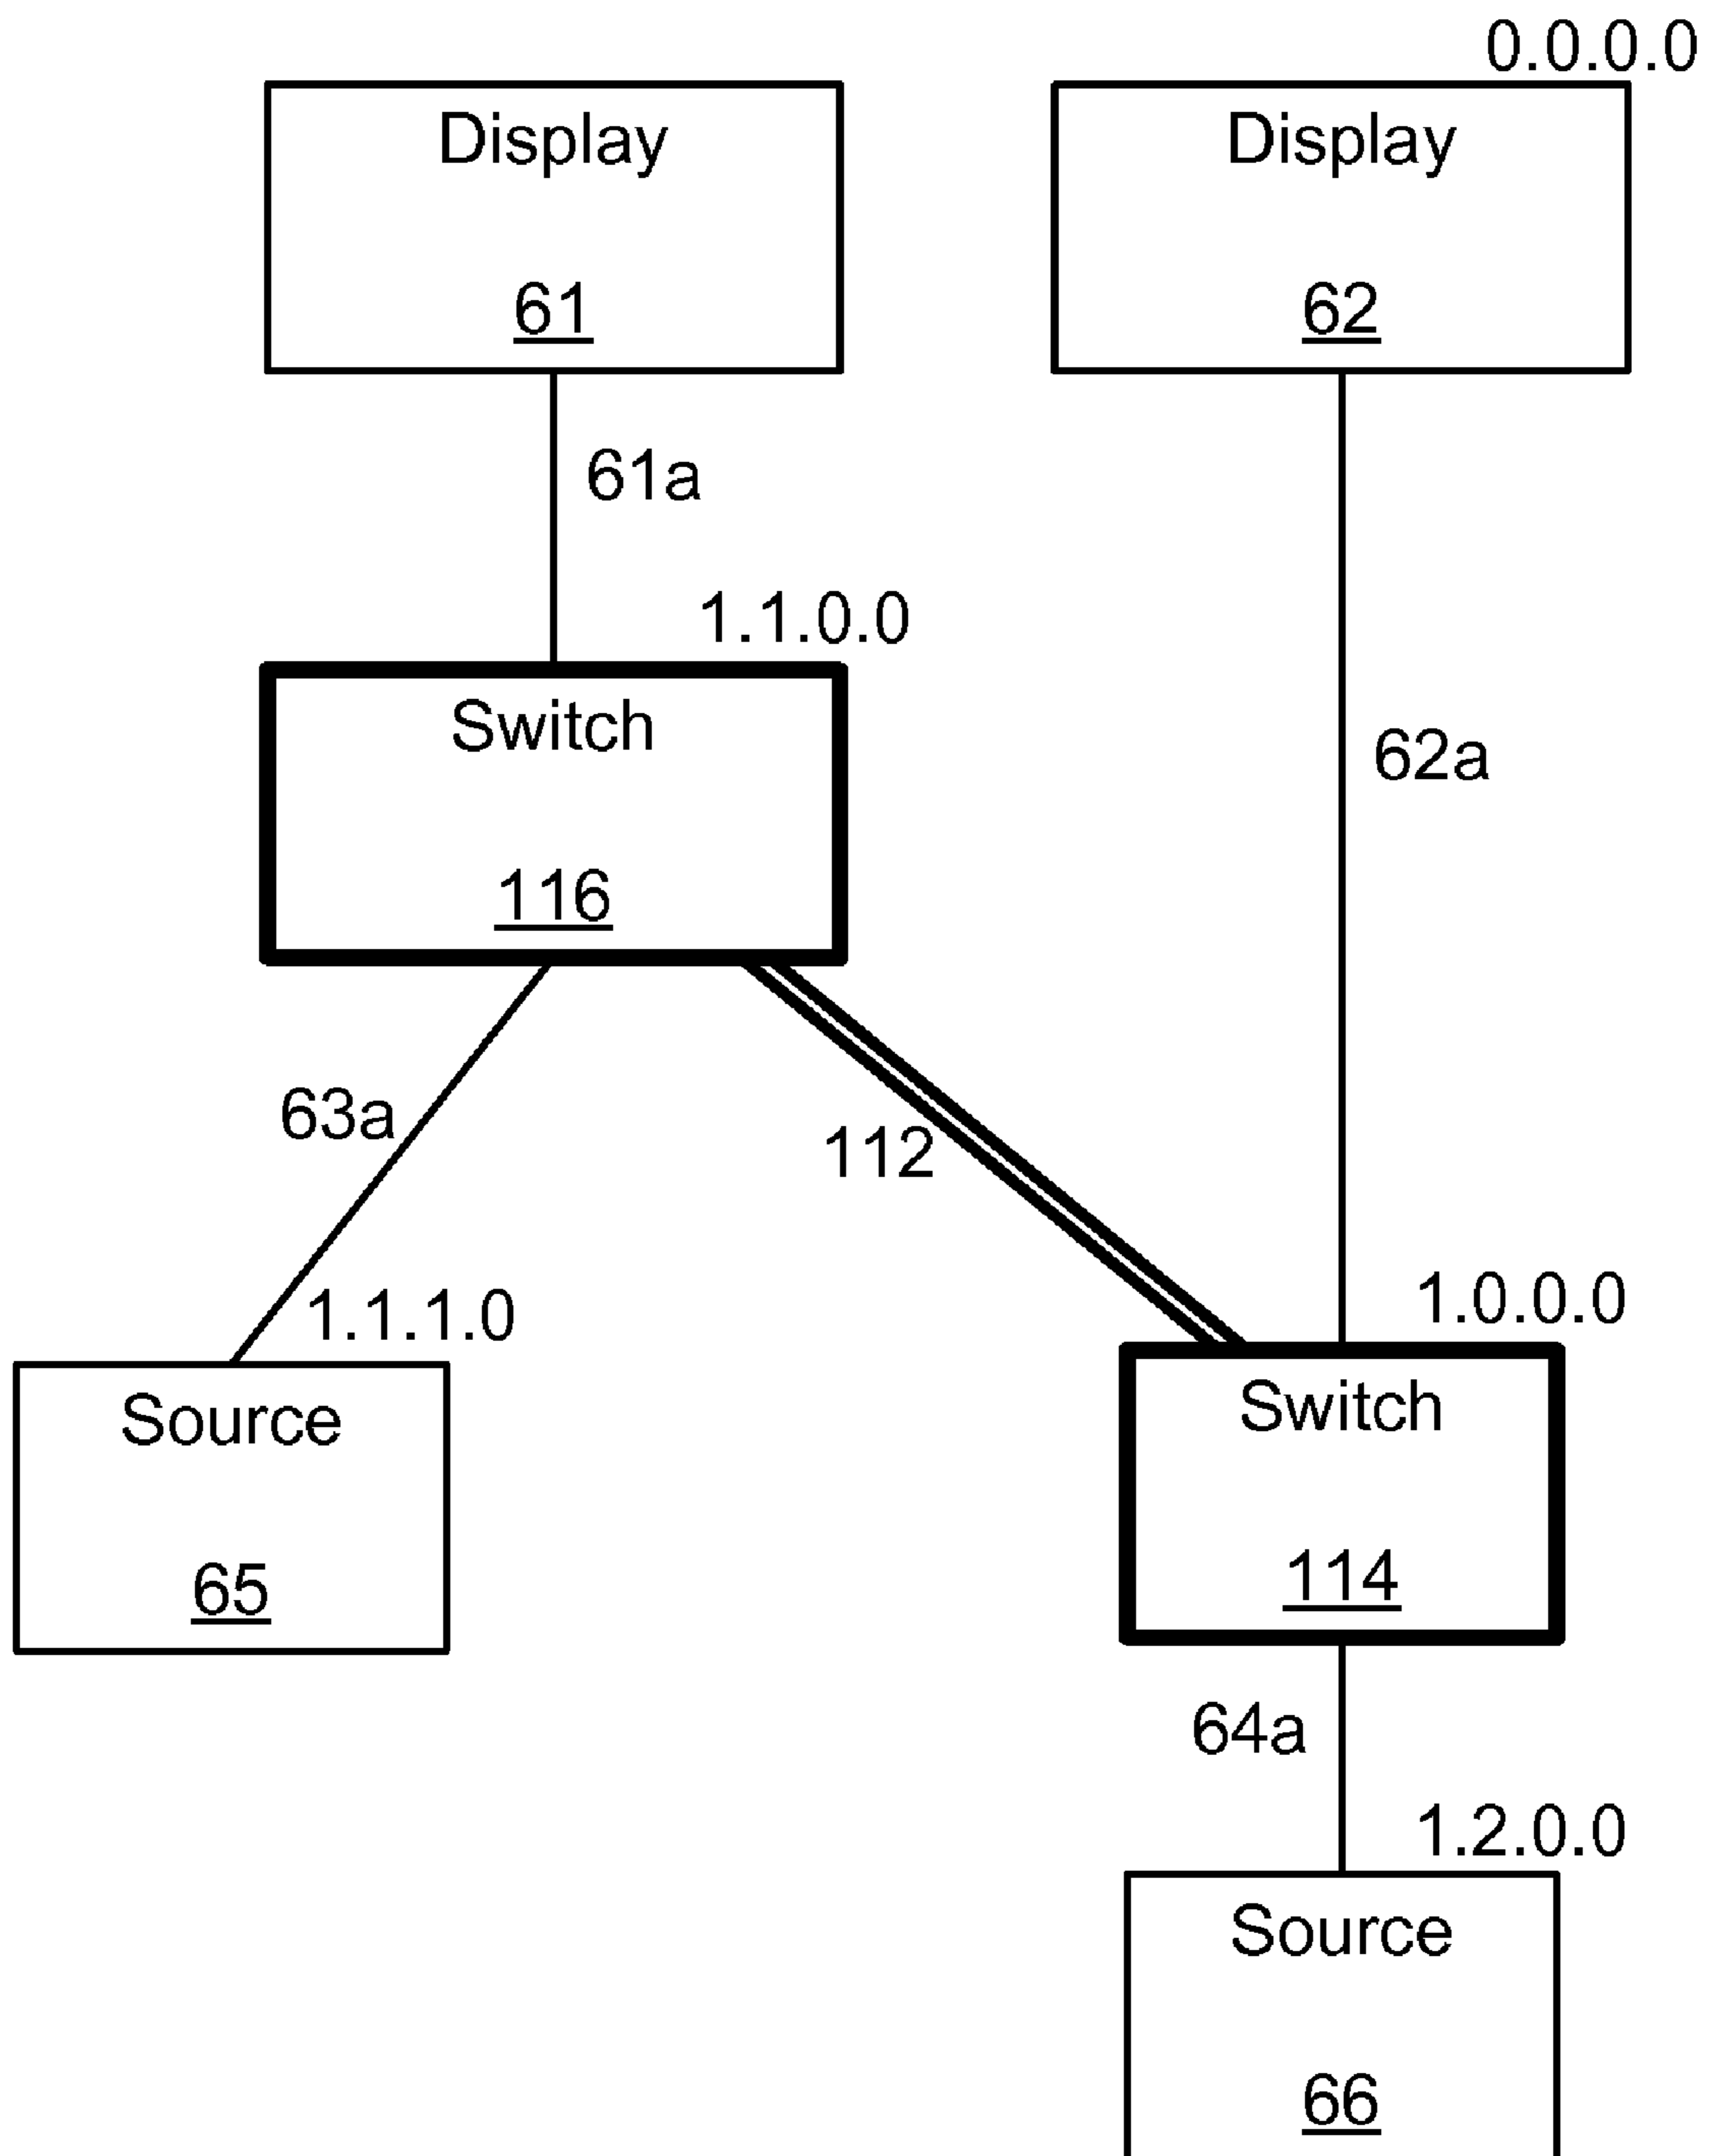 0.0.0.0
Display
61
Display
62
61a
1.1.0.0
Switch
116
62a
63a
112
1.1.1.0
1.0.0.0
Source
65
Switch
114
64a
1.2.0.0
Source
66